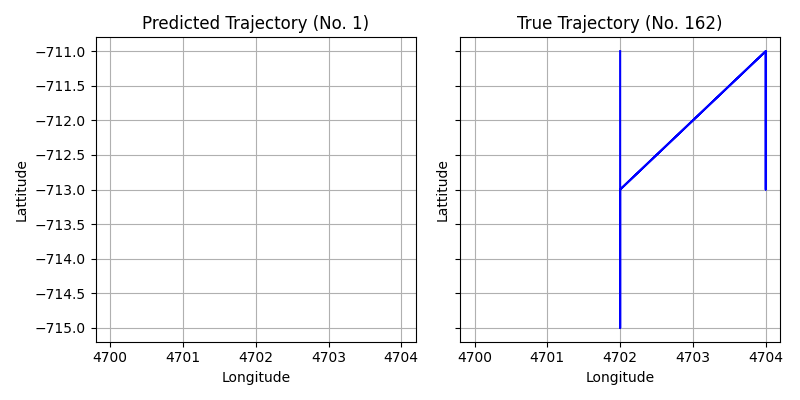 Predicted Trajectory (No. 1)
−711.0
−711.5
−712.0
−712.5
−713.0
−713.5
−714.0
−714.5
−715.0
Lattitude
4700 4701 4702 4703 4704
Longitude
True Trajectory (No. 162)
Lattitude
4700 4701 4702 4703 4704
Longitude